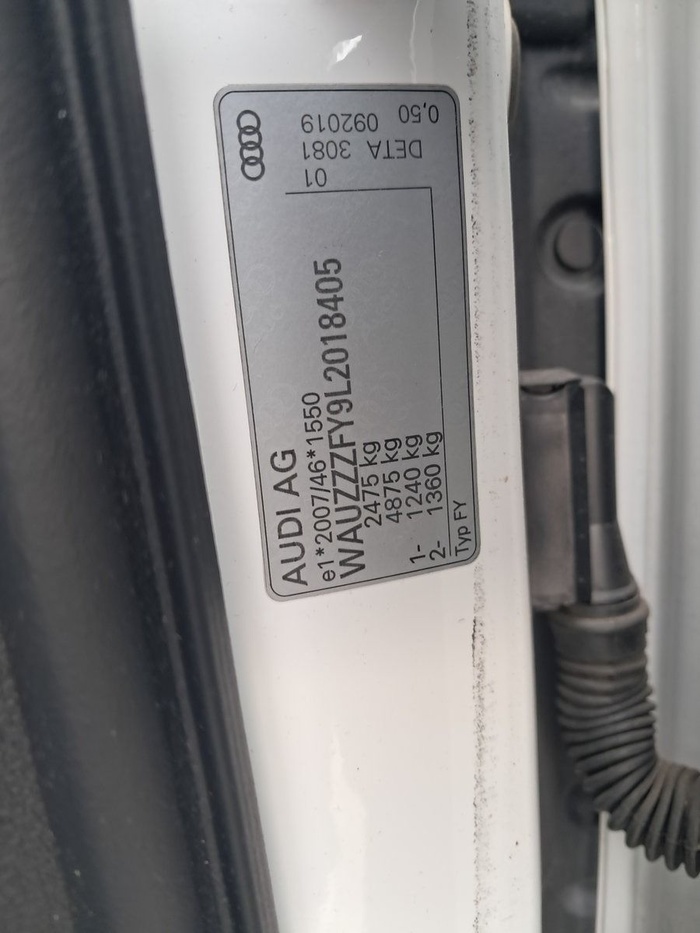 AUDI AG
e1*2007/46*1550
WAUZZZFY9L2018405
2475 kg
4875 kg
1- 1240 kg
2- 1360 kg
Typ FY
01
DETA 3081
0,50 092019